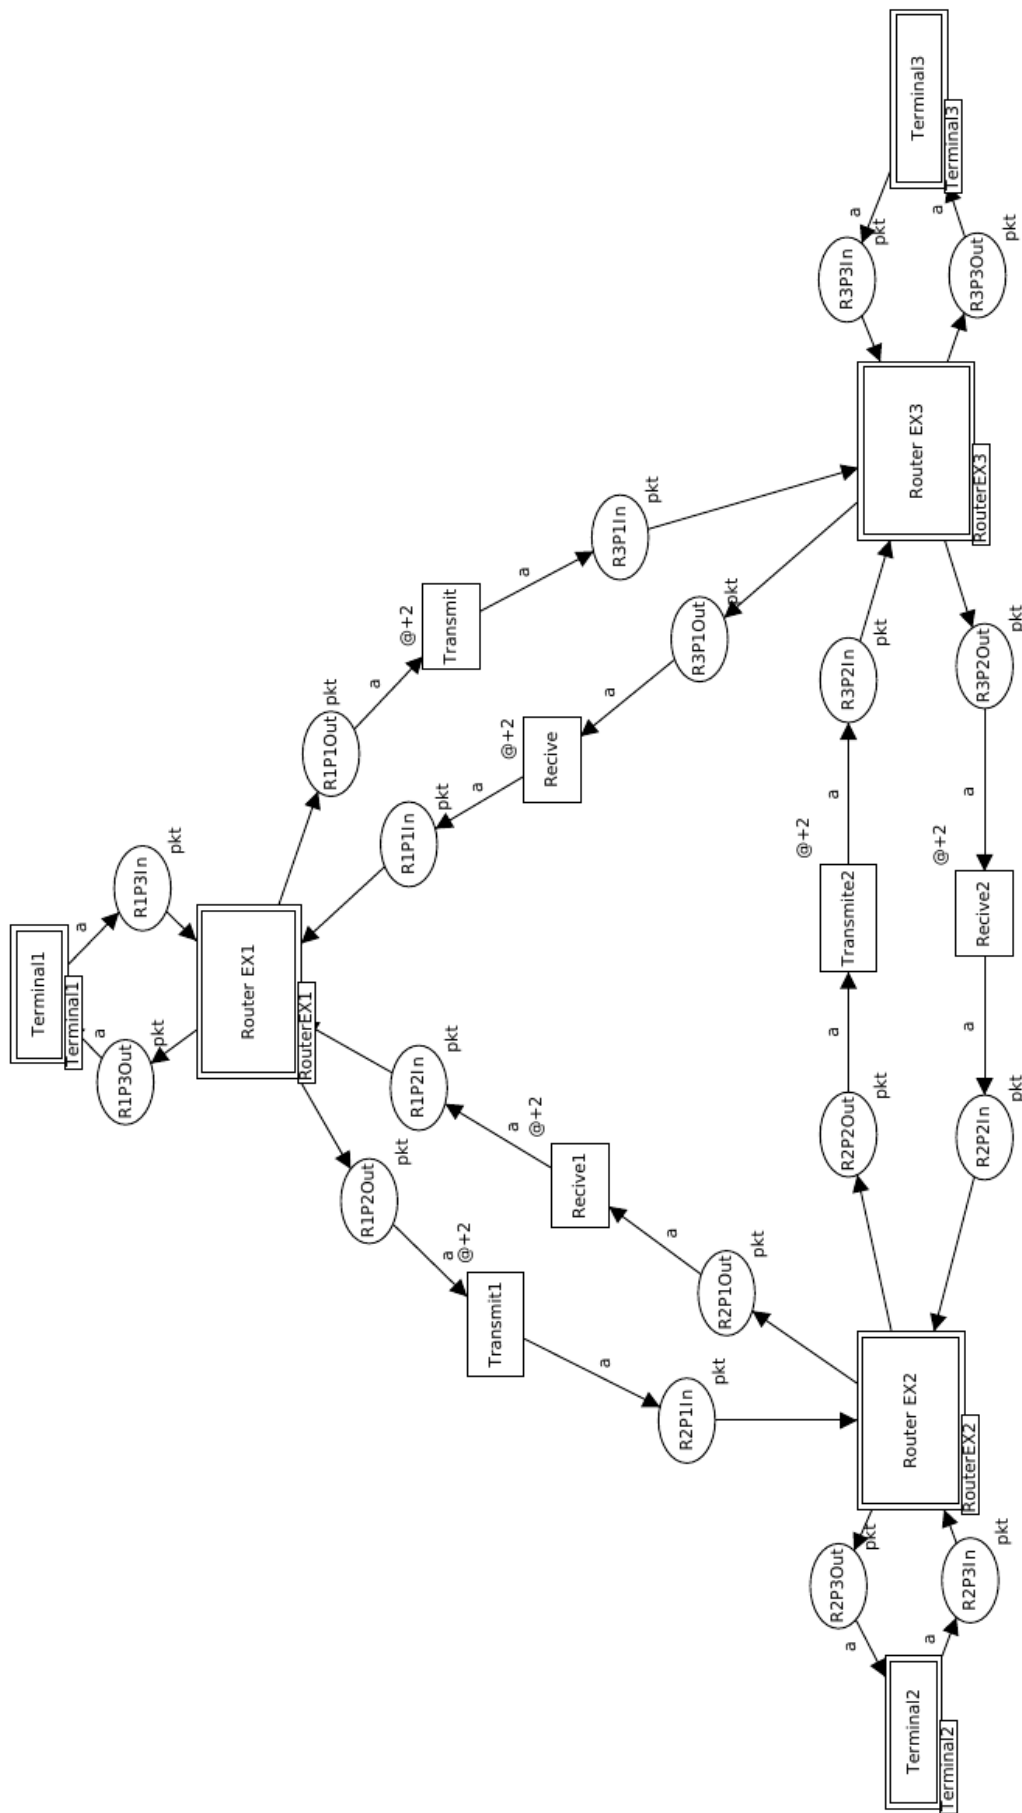 Terminal1
Terminal1
a
a
R1P3Out
pkt
R1P3In
pkt
Router EX1
RouterEX1
R1P2Out
pkt
a
@+2
Transmit1
a
R2P1In
pkt
R1P2In
pkt
a
@+2
Recive1
a
R2P1Out
pkt
R1P1Out
pkt
a
@+2
Transmit
a
R3P1In
pkt
R1P1In
pkt
a
@+2
Recive
a
R3P1Out
pkt
Terminal2
Terminal2
a
a
R2P3Out
pkt
R2P3In
pkt
Router EX2
RouterEX2
R2P2Out
pkt
a
@+2
Transmite2
a
R3P2In
pkt
R2P2In
pkt
a
@+2
Recive2
a
R3P2Out
pkt
Router EX3
RouterEX3
R3P3In
pkt
a
R3P3Out
pkt
a
Terminal3
Terminal3